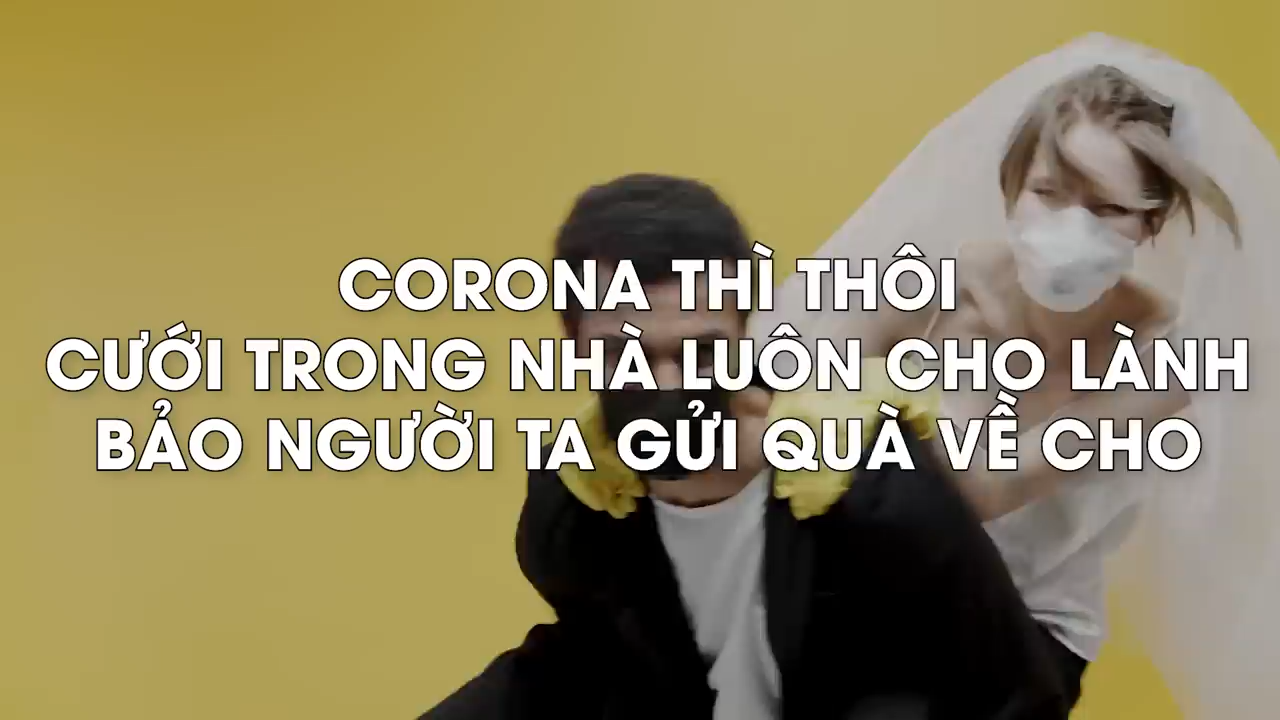 CORONA THÌ THÔI
CƯỚI TRONG NHÀ LUÔN CHO LÀNH
BẢO NGƯỜI TA GỬI QUÀ VỀ CHO